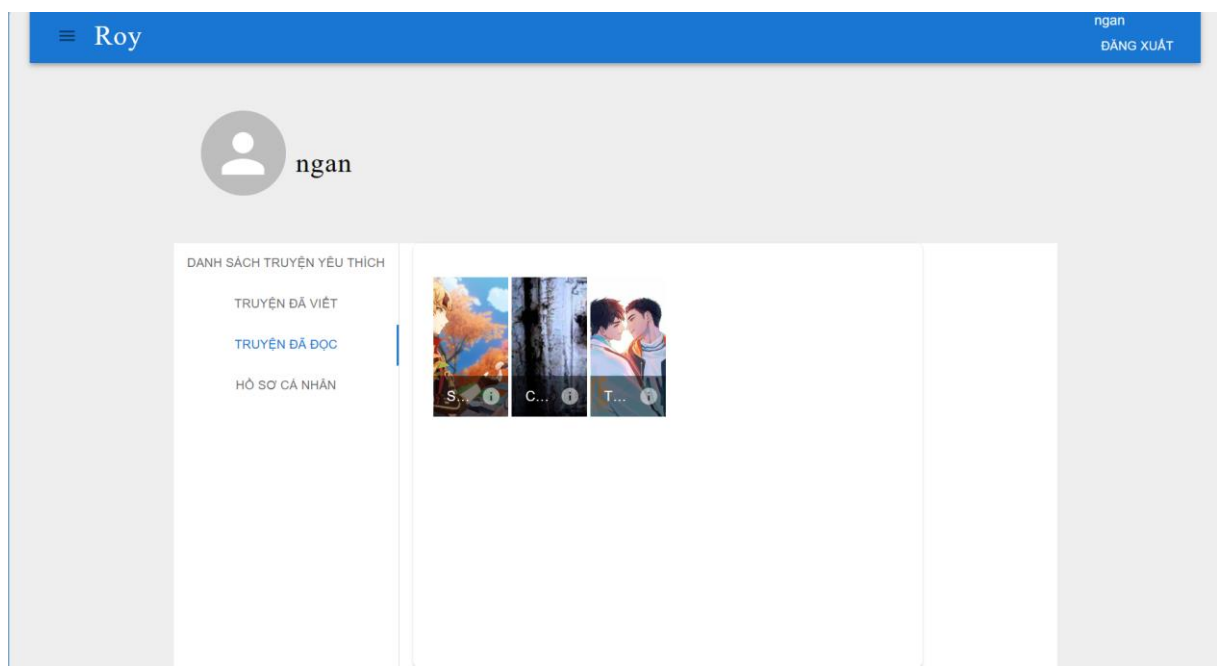 Roy
ngan
ĐĂNG XUẤT
ngan
DANH SÁCH TRUYỆN YÊU THÍCH
TRUYỆN ĐÃ VIẾT
TRUYỆN ĐÃ ĐỌC
HỒ SƠ CÁ NHÂN
S... C... T...